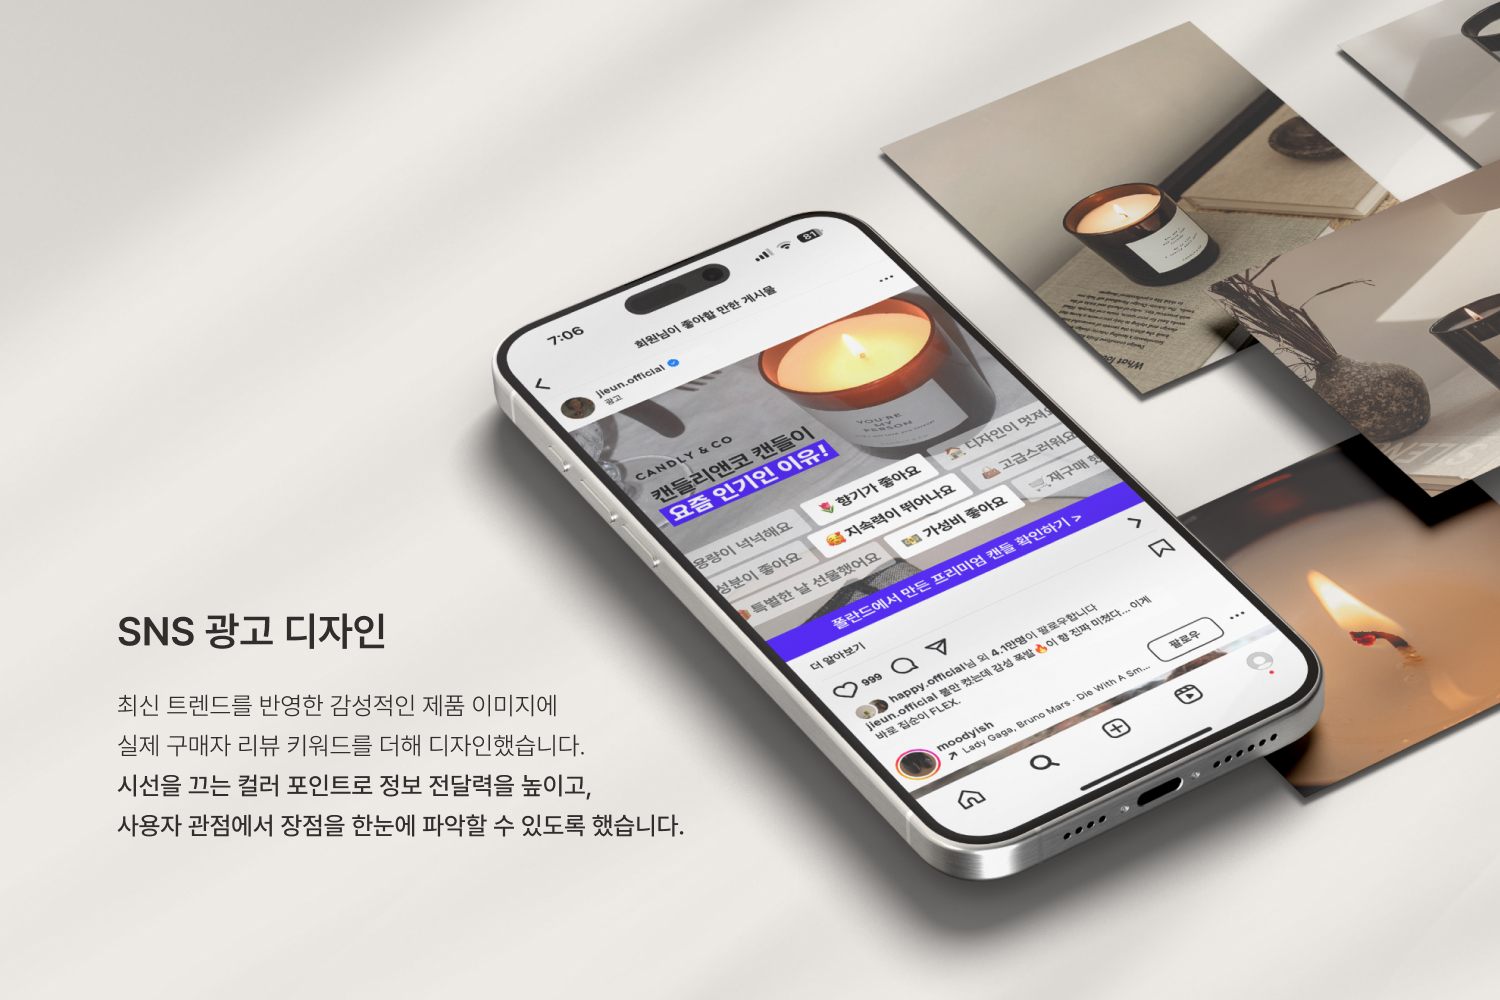 SNS 광고 디자인
최신 트렌드를 반영한 감성적인 제품 이미지에
실제 구매자 리뷰 키워드를 더해 디자인했습니다.
시선을 끄는 컬러 포인트로 정보 전달력을 높이고,
사용자 관점에서 장점을 한눈에 파악할 수 있도록 했습니다.
7:06
81
회원님이 좋아할 만한 게시물
jieun.official
광고
YOU'RE
MY
PERSON
CANDLY & CO
캔들리앤코 캔들이
요즘 인기인 이유!
디자인이 멋져요
🌷 향기가 좋아요
고급스러워요
용량이 넉넉해요
🥰 지속력이 뛰어나요
재구매
성분이 좋아요
💵 가성비 좋아요
특별한 날 선물했어요
폴란드에서 만든 프리미엄 캔들 확인하기 >
더 알아보기
999
happy.official님 외 4.1만명이 팔로우합니다
jieun.official 불만 켰는데 감성 폭발🔥이 향 진짜 미쳤다... 이게
바로 집순이 FLEX.
moodyish
Lady Gaga, Bruno Mars · Die With A Sm...
팔로우
What